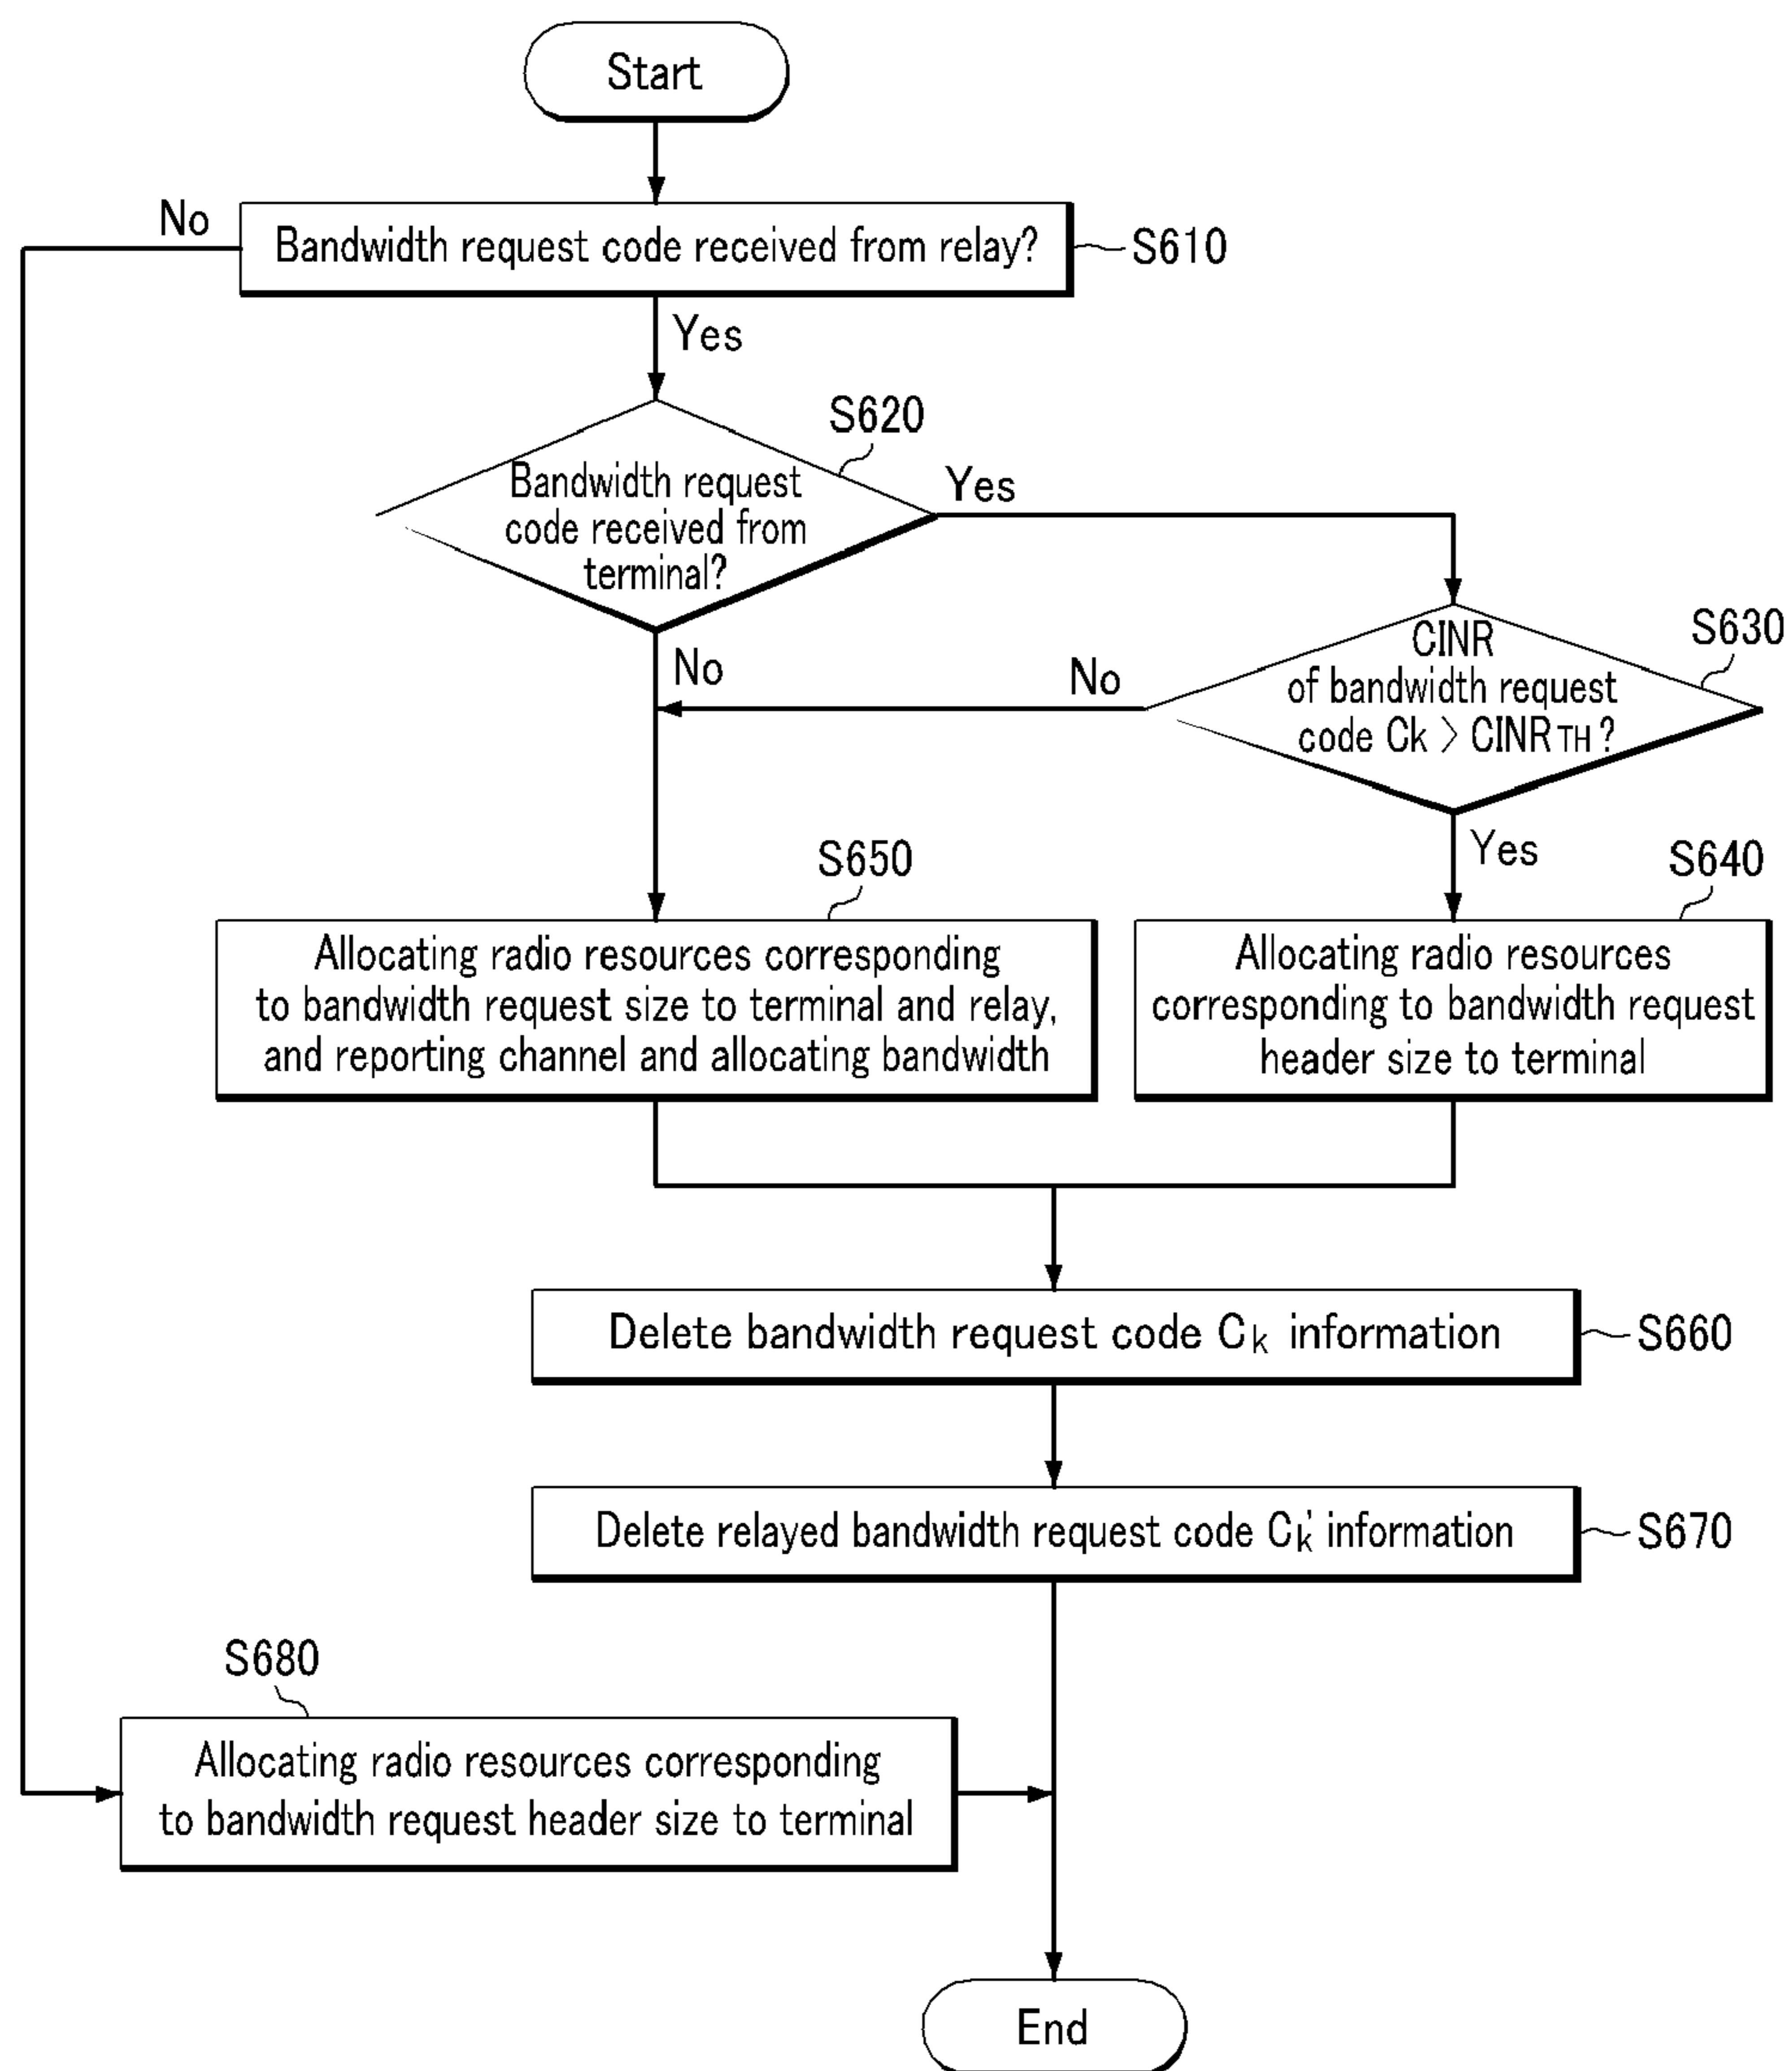 Start
No
Bandwidth request code received from relay?
S610
Yes
S620
Bandwidth request
code received from
terminal?
Yes
S630
CINR
of bandwidth request
code Ck > CINRTH?
No
No
Yes
S650
S640
Allocating radio resources corresponding
to bandwidth request size to terminal and relay,
and reporting channel and allocating bandwidth
Allocating radio resources
corresponding to bandwidth request
header size to terminal
Delete bandwidth request code Ck information
S660
Delete relayed bandwidth request code Ck' information
S670
S680
Allocating radio resources corresponding
to bandwidth request header size to terminal
End